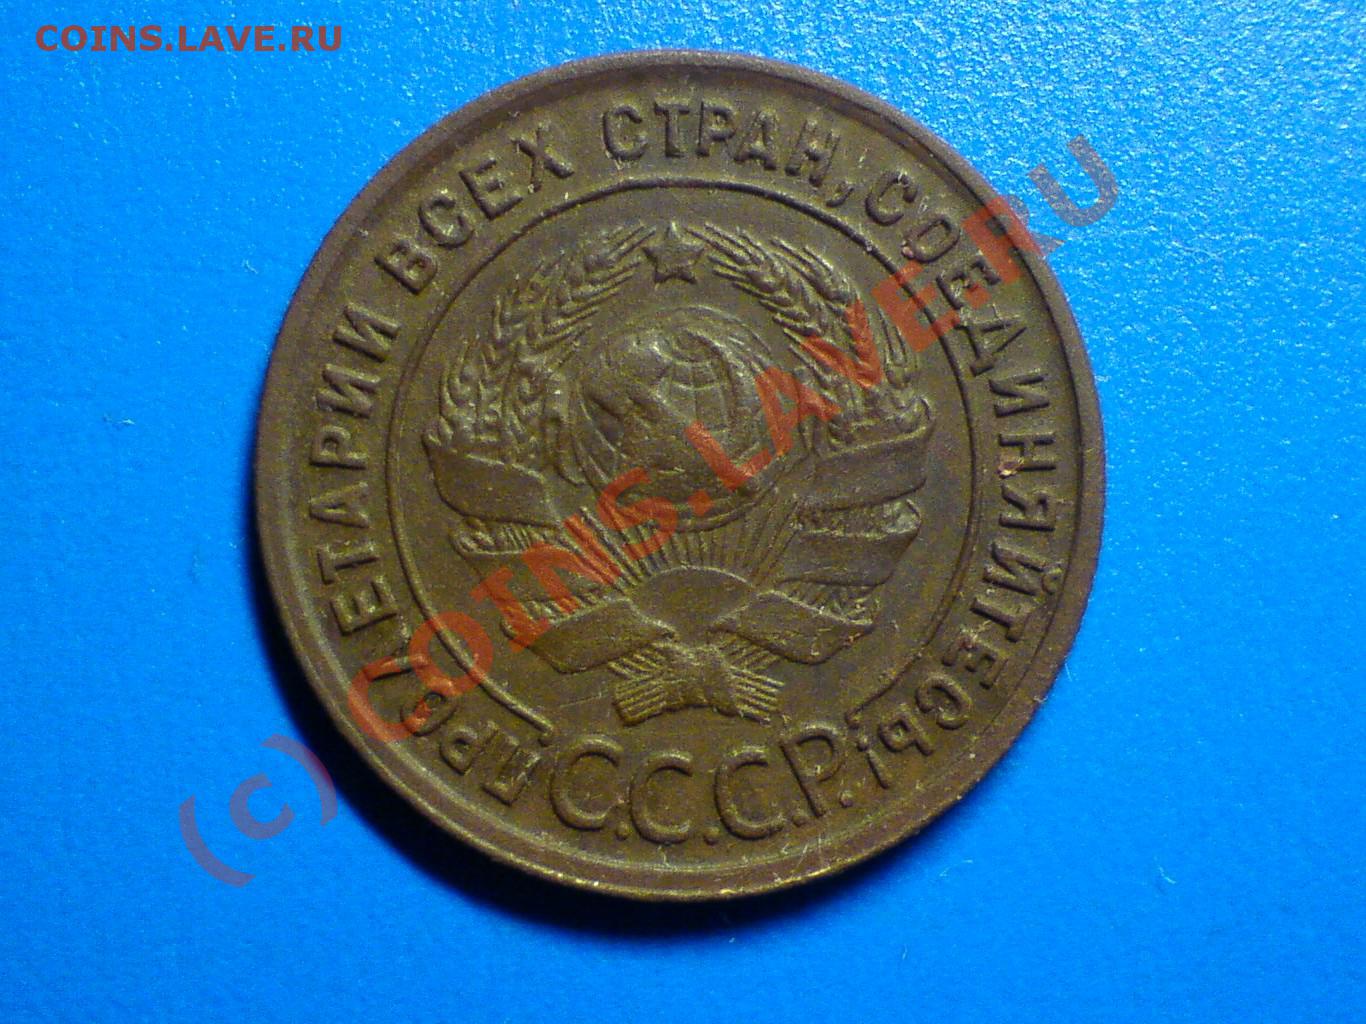 COINS.LAVE.RU
ПРОЛЕТАРИИ ВСЕХ СТРАН, СОЕДИНЯЙТЕСЬ!
С.С.С.Р.
(c) COINS.LAVE.RU